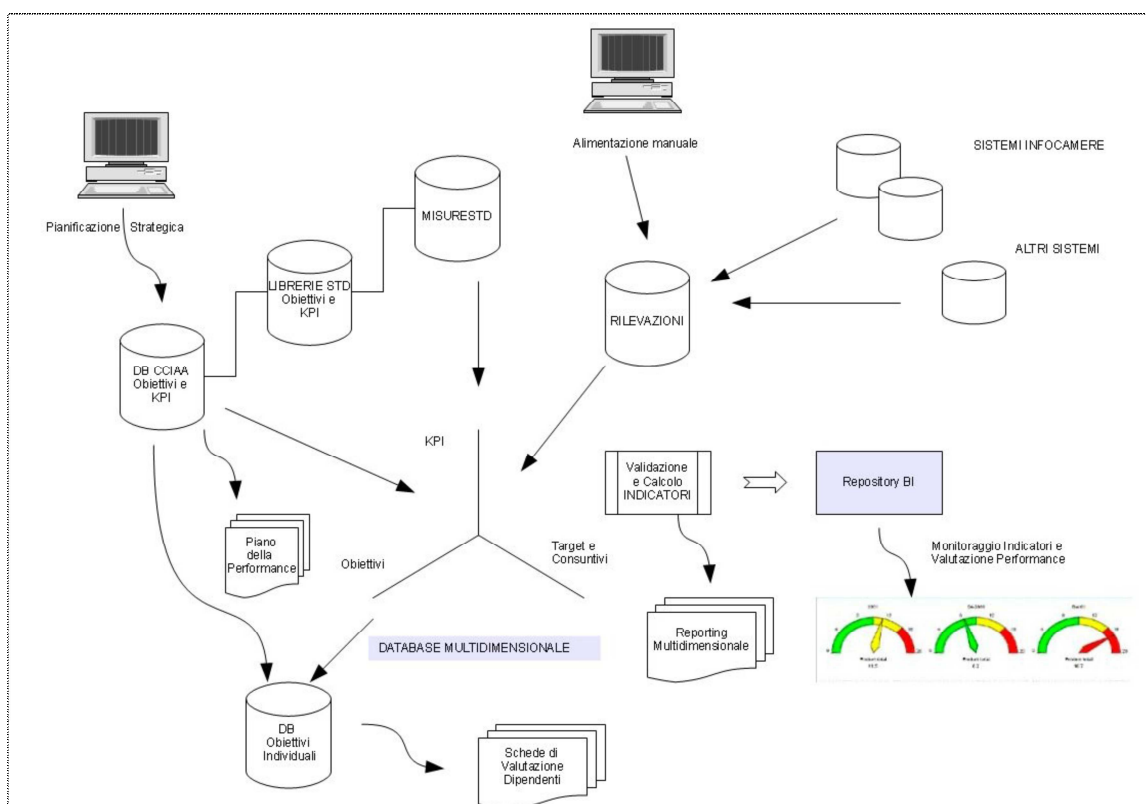 Alimentazione manuale
SISTEMI INFOCAMERE
Pianificazione Strategica
MISURESTD
ALTRI SISTEMI
LIBRERIE STD
Obiettivi e
KPI
RILEVAZIONI
DB CCIAA
Obiettivi e
KPI
KPI
Validazione
e Calcolo
INDICATORI
Repository BI
Piano
della
Performance
Obiettivi
Target e
Consuntivi
Monitoraggio Indicatori e
Valutazione Performance
DATABASE MULTIDIMENSIONALE
Reporting
Multidimensionale
DB
Obiettivi
Individuali
Schede di
Valutazione
Dipendenti